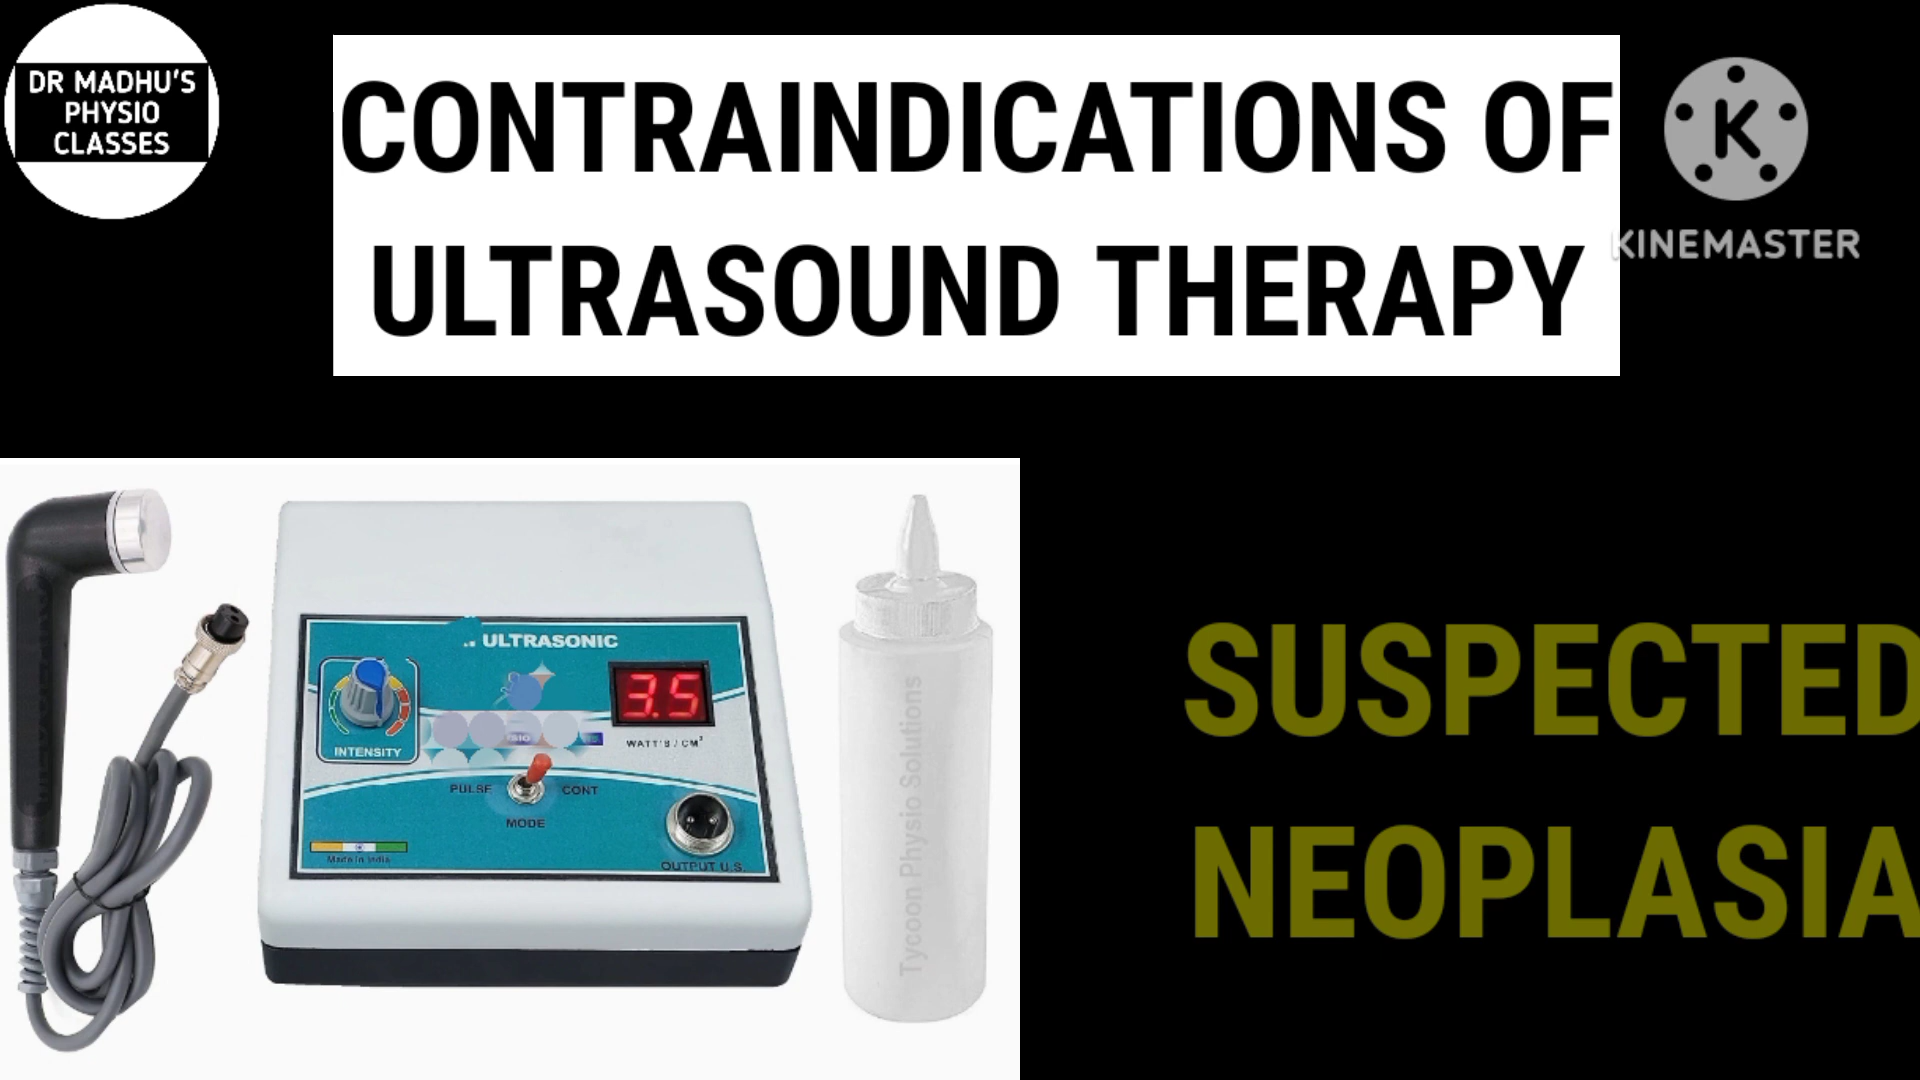 DR MADHU'S
PHYSIO
CLASSES
CONTRAINDICATIONS OF
ULTRASOUND THERAPY
K
KINEMASTER
ULTRASONIC
3.5
INTENSITY
WATT'S / CM²
PULSE
CONT
MODE
Made in India
OUTPUT U.S.
Tycoon Physio Solutions
SUSPECTED
NEOPLASIA